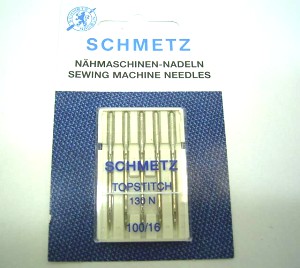 SCHMETZ
NÄHMASCHINEN-NADELN
SEWING MACHINE NEEDLES
SCHMETZ
TOPSTITCH
130 N
100/16